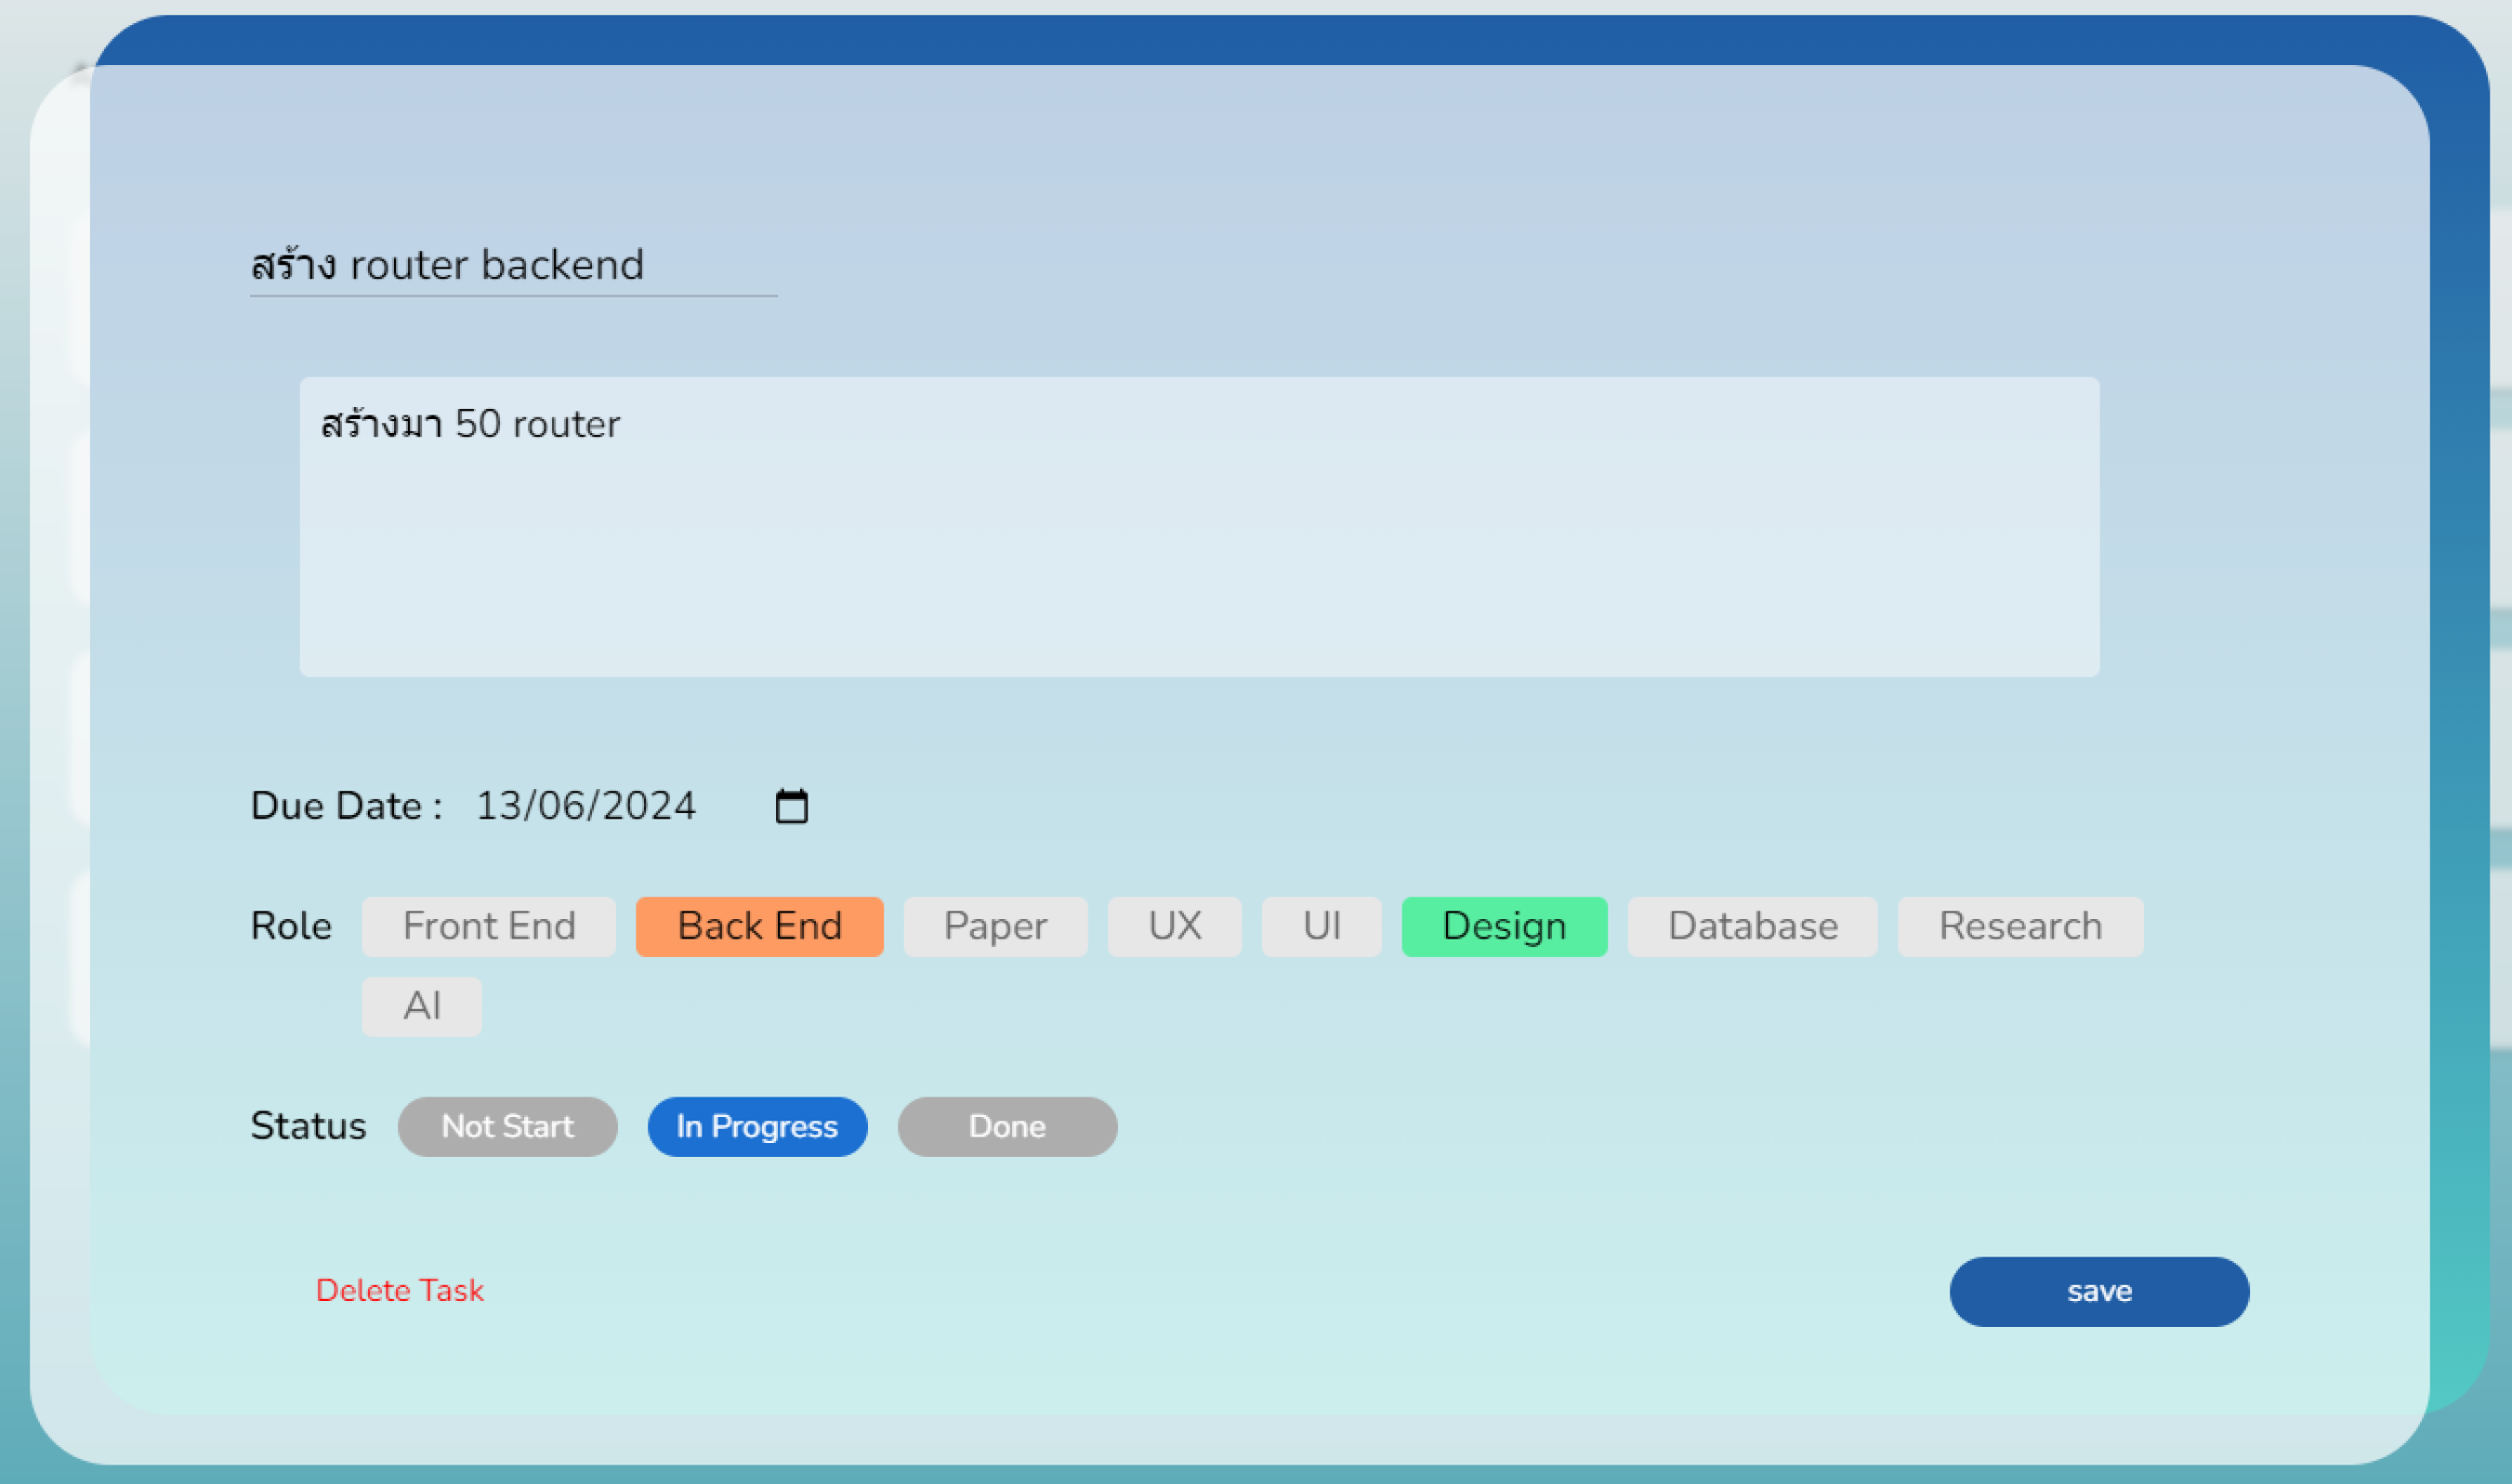 สร้าง router backend
สร้างมา 50 router
Due Date : 13/06/2024
Role Front End Back End Paper UX UI Design Database Research
AI
Status Not Start In Progress Done
Delete Task save